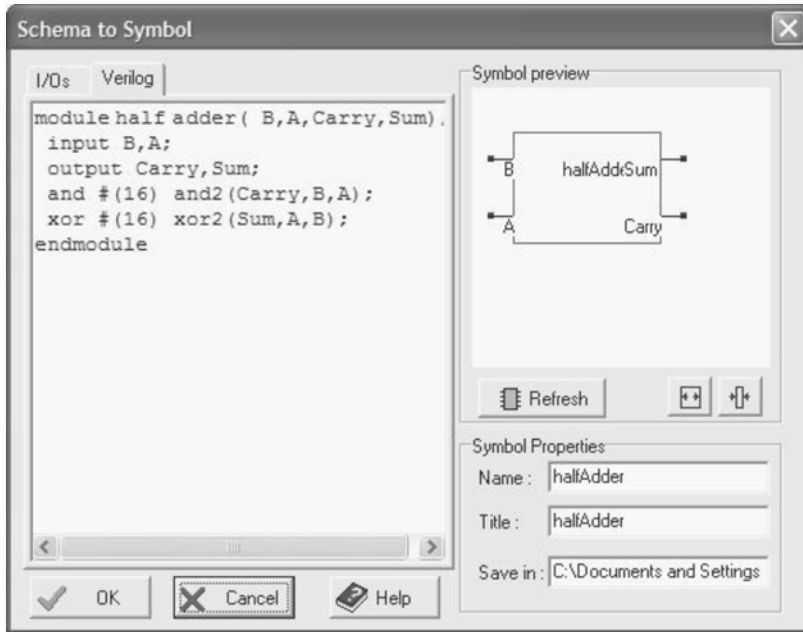 Schema to Symbol
I/Os Verilog
module half adder( B,A,Carry,Sum).
input B,A;
output Carry,Sum;
and #(16) and2(Carry,B,A);
xor #(16) xor2(Sum,A,B);
endmodule
OK
Cancel
Help
Symbol preview
B halfAdderSum
A Carry
Refresh
Symbol Properties
Name : halfAdder
Title : halfAdder
Save in : C:\Documents and Settings